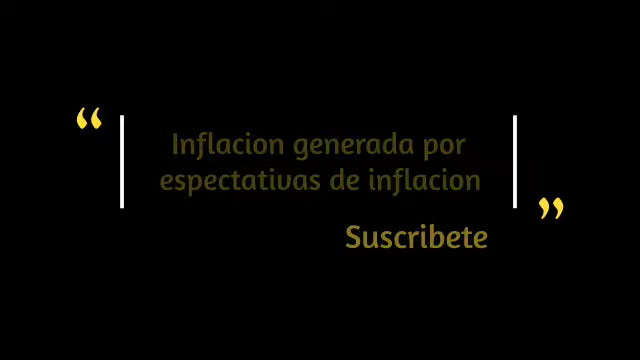 “
Inflacion generada por
espectativas de inflacion
”
Suscribete